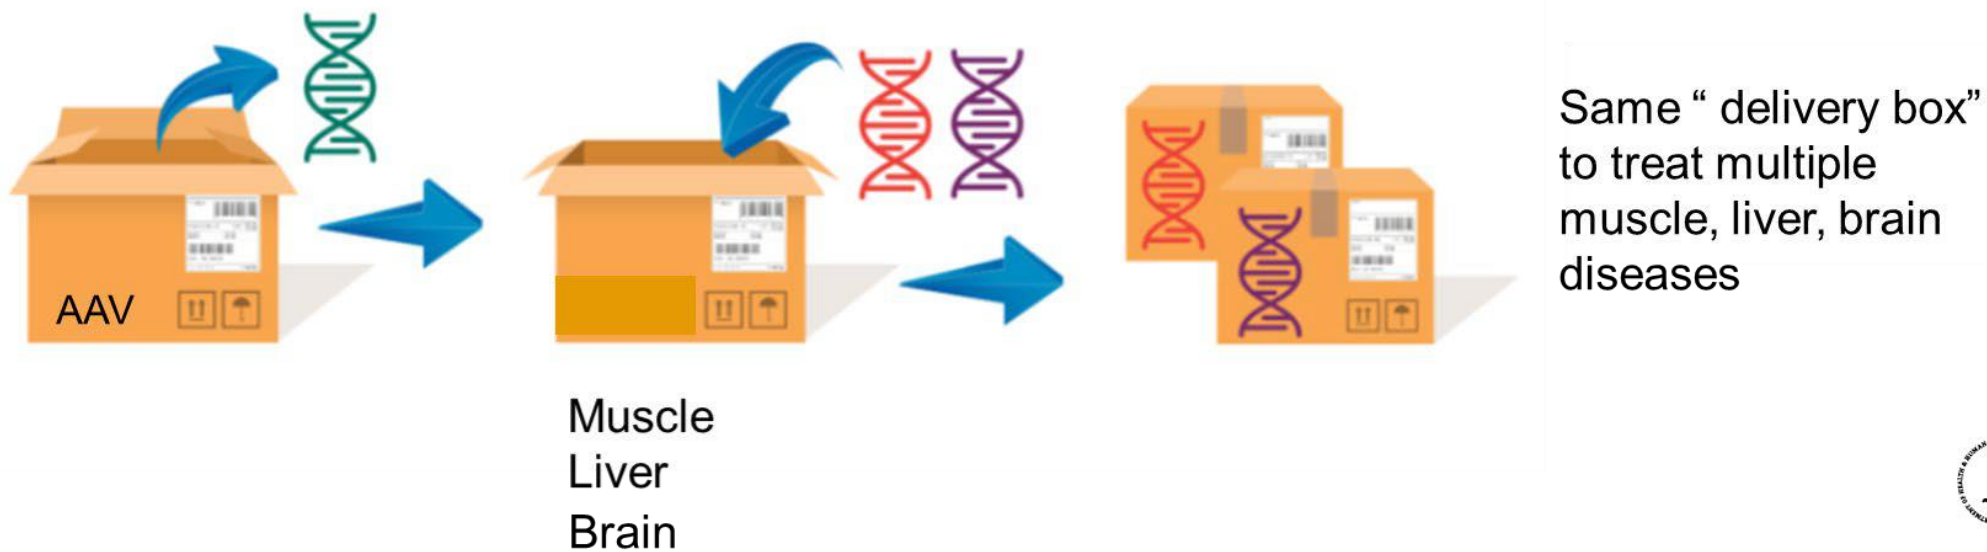 AAV
Muscle
Liver
Brain
Same “ delivery box”
to treat multiple
muscle, liver, brain
diseases